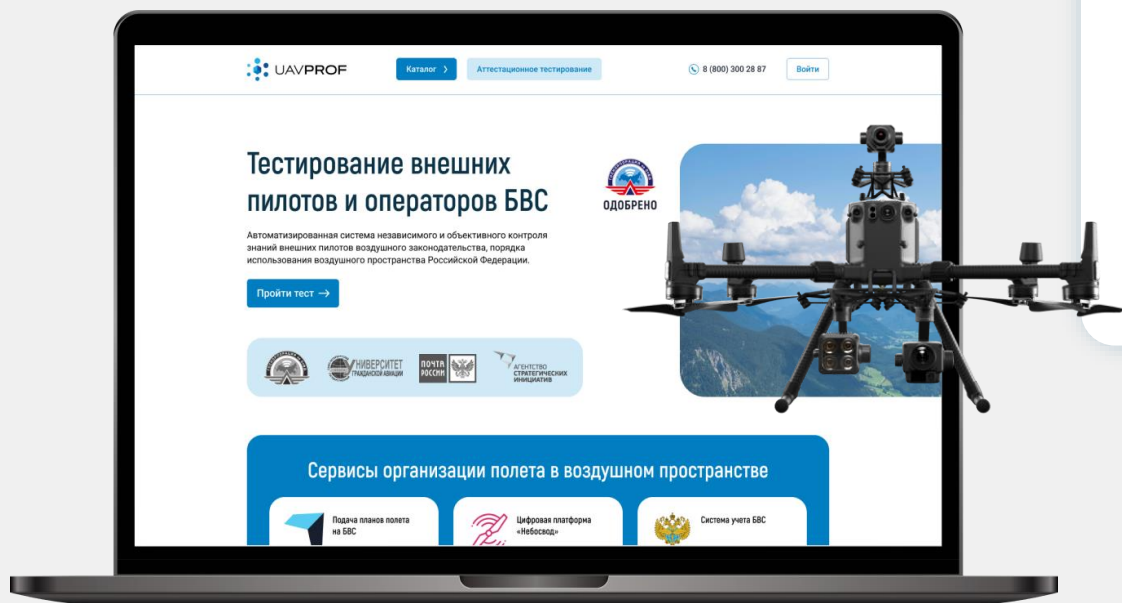 UAVPROF
Каталог
Аттестационное тестирование
8 (800) 300 28 87
Войти
Тестирование внешних
пилотов и операторов БВС
ОДОБРЕНО
Автоматизированная система независимого и объективного контроля
знаний внешних пилотов воздушного законодательства, порядка
использования воздушного пространства Российской Федерации.
Пройти тест →
УНИВЕРСИТЕТ
ГРАЖДАНСКОЙ АВИАЦИИ
ПОЧТА
РОССИИ
АГЕНТСТВО
СТРАТЕГИЧЕСКИХ
ИНИЦИАТИВ
Сервисы организации полета в воздушном пространстве
Подача планов полета
на БВС
Цифровая платформа
«Небосвод»
Система учета БВС